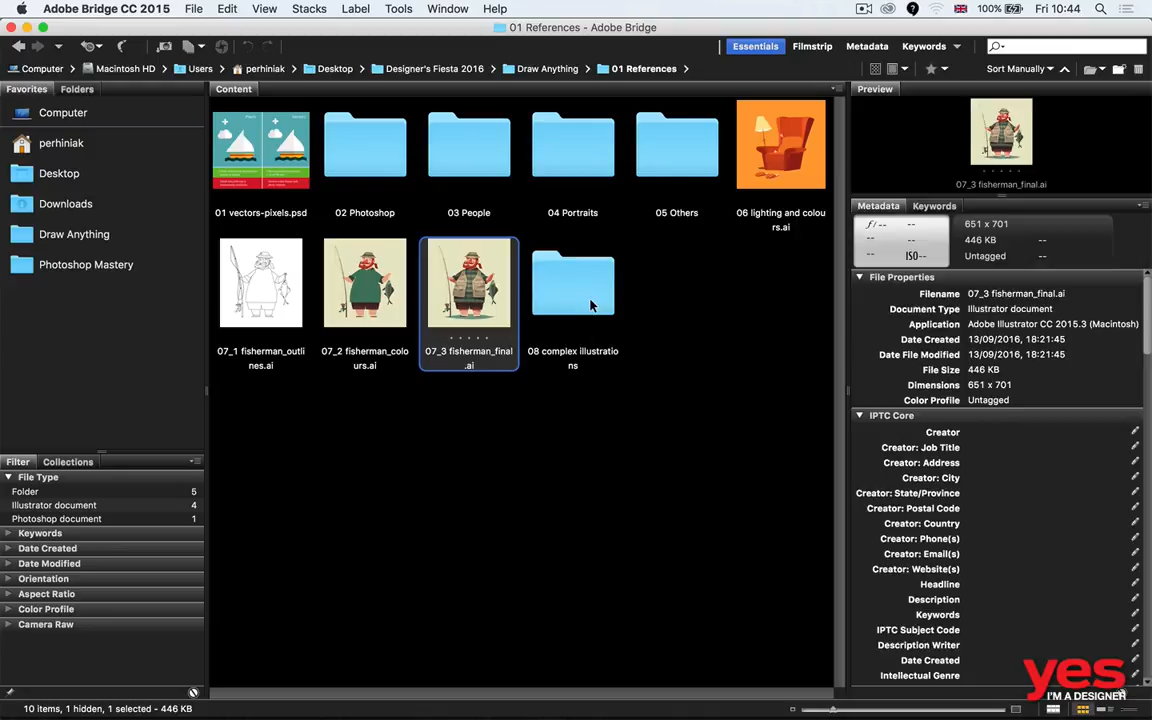 Adobe Bridge CC 2015 File Edit View Stacks Label Tools Window Help 100% Fri 10:44
01 References - Adobe Bridge
Essentials Filmstrip Metadata Keywords
Computer Macintosh HD Users perhiniak Desktop Designer's Fiesta 2016 Draw Anything 01 References Sort Manually
Favorites Folders
Computer
perhiniak
Desktop
Downloads
Draw Anything
Photoshop Mastery
Filter Collections
File Type
Folder 5
Illustrator document 4
Photoshop document 1
Keywords
Date Created
Date Modified
Orientation
Aspect Ratio
Color Profile
Camera Raw
Content
01 vectors-pixels.psd
02 Photoshop
03 People
04 Portraits
05 Others
06 lighting and colou
rs.ai
07_1 fisherman_outli
nes.ai
07_2 fisherman_colo
urs.ai
07_3 fisherman_final
.ai
08 complex illustratio
ns
Preview
07_3 fisherman_final.ai
Metadata Keywords
f/-- --
-- --
-- ISO--
651 x 701
446 KB --
Untagged --
File Properties
Filename 07_3 fisherman_final.ai
Document Type Illustrator document
Application Adobe Illustrator CC 2015.3 (Macintosh)
Date Created 13/09/2016, 18:21:45
Date File Modified 13/09/2016, 18:21:45
File Size 446 KB
Dimensions 651 x 701
Color Profile Untagged
IPTC Core
Creator
Creator: Job Title
Creator: Address
Creator: City
Creator: State/Province
Creator: Postal Code
Creator: Country
Creator: Phone(s)
Creator: Email(s)
Creator: Website(s)
Headline
Description
Keywords
IPTC Subject Code
Description Writer
Date Created
Intellectual Genre
yes
I'M A DESIGNER
10 items, 1 hidden, 1 selected - 446 KB